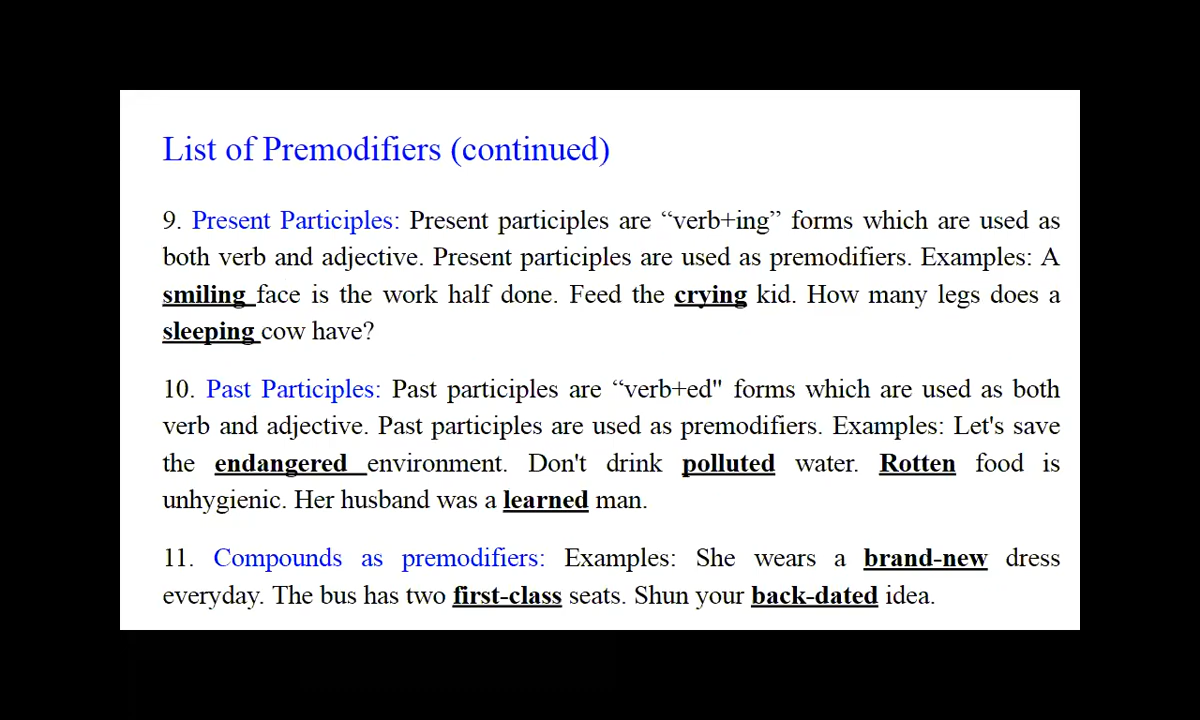 List of Premodifiers (continued)
9. Present Participles: Present participles are “verb+ing” forms which are used as
both verb and adjective. Present participles are used as premodifiers. Examples: A
smiling face is the work half done. Feed the crying kid. How many legs does a
sleeping cow have?
10. Past Participles: Past participles are “verb+ed" forms which are used as both
verb and adjective. Past participles are used as premodifiers. Examples: Let's save
the endangered environment. Don't drink polluted water. Rotten food is
unhygienic. Her husband was a learned man.
11. Compounds as premodifiers: Examples: She wears a brand-new dress
everyday. The bus has two first-class seats. Shun your back-dated idea.